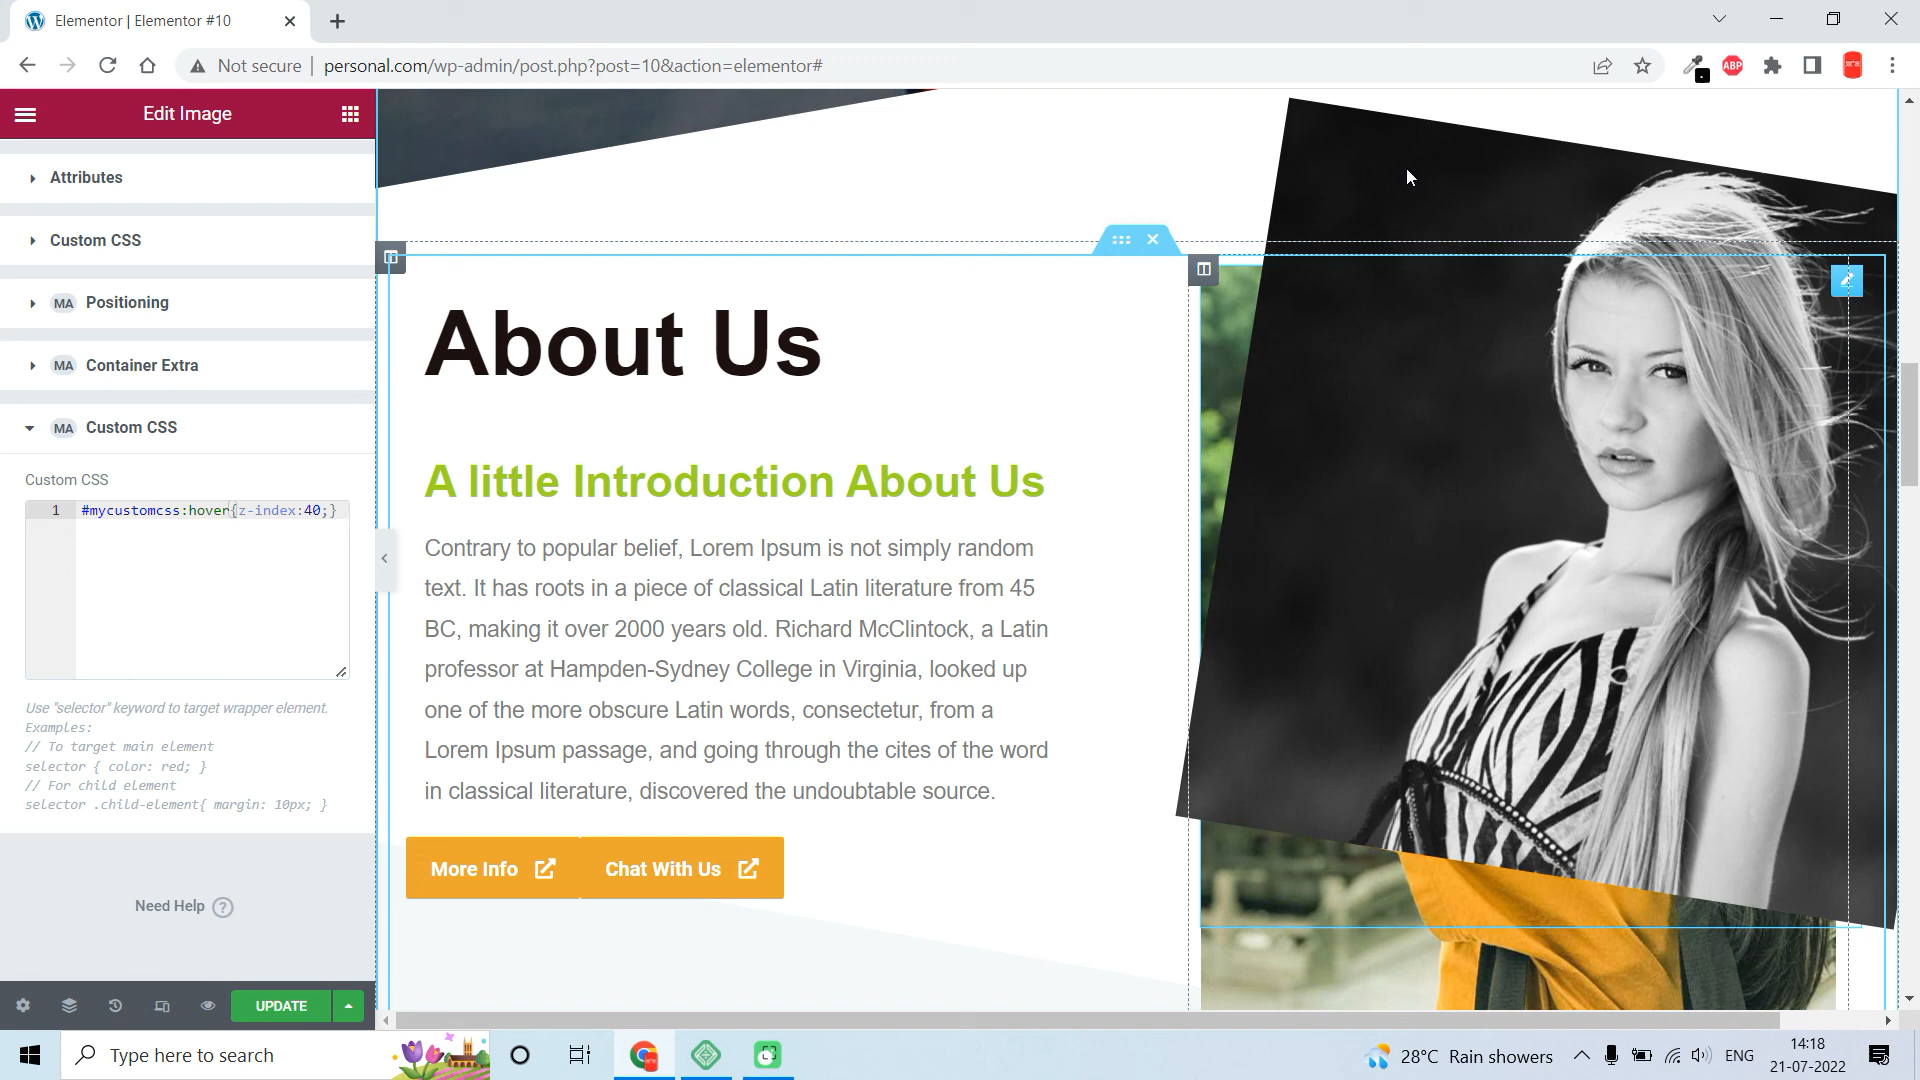 Elementor | Elementor #10
Not secure
personal.com/wp-admin/post.php?post=10&action=elementor#
ABP
Edit Image
Attributes
Custom CSS
MA Positioning
MA Container Extra
MA Custom CSS
Custom CSS
1 #mycustomcss:hover{z-index:40;}
Use "selector" keyword to target wrapper element.
Examples:
// To target main element
selector { color: red; }
// For child element
selector .child-element{ margin: 10px; }
Need Help ?
UPDATE
About Us
A little Introduction About Us
Contrary to popular belief, Lorem Ipsum is not simply random
text. It has roots in a piece of classical Latin literature from 45
BC, making it over 2000 years old. Richard McClintock, a Latin
professor at Hampden-Sydney College in Virginia, looked up
one of the more obscure Latin words, consectetur, from a
Lorem Ipsum passage, and going through the cites of the word
in classical literature, discovered the undoubtable source.
More Info
Chat With Us
Type here to search
28°C Rain showers
ENG
14:18
21-07-2022